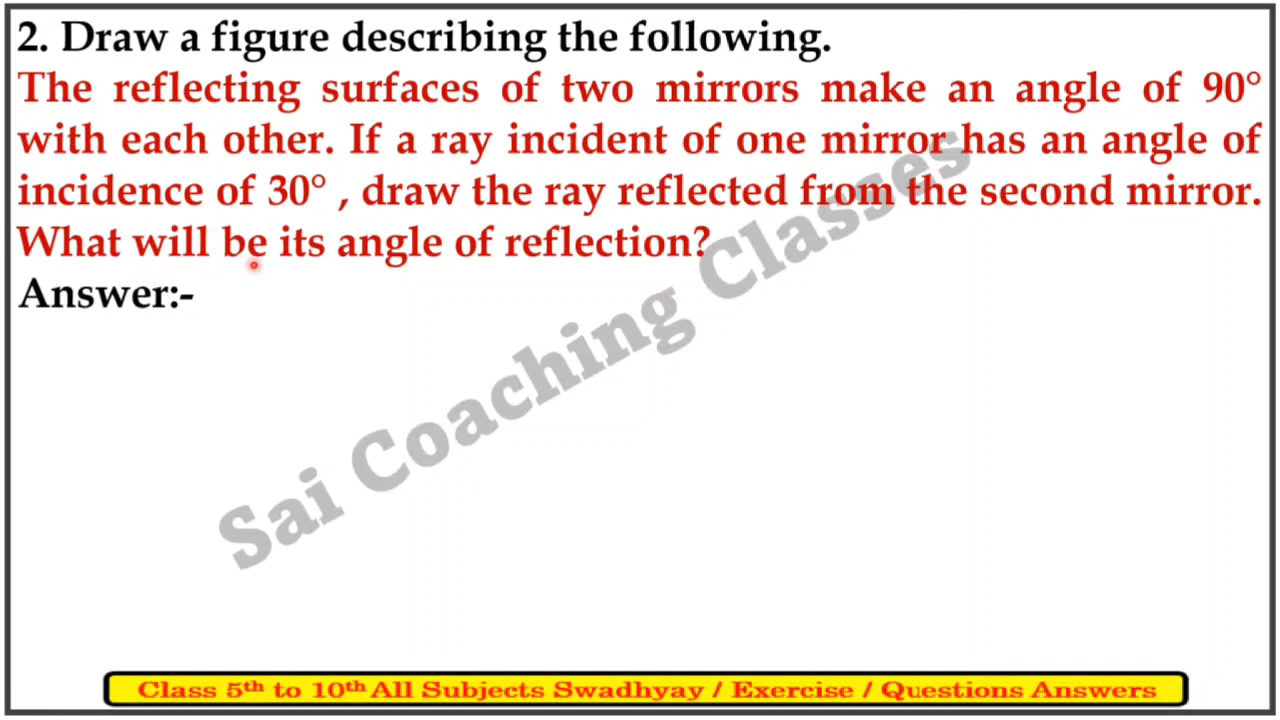 2. Draw a figure describing the following.
The reflecting surfaces of two mirrors make an angle of 90°
with each other. If a ray incident of one mirror has an angle of
incidence of 30° , draw the ray reflected from the second mirror.
What will be its angle of reflection?
Answer:-
Sai Coaching Classes
Class 5th to 10th All Subjects Swadhyay / Exercise / Questions Answers